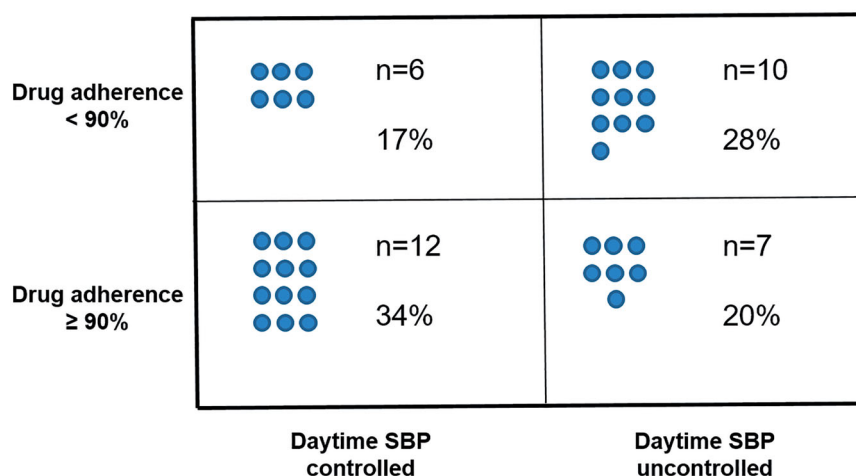 Drug adherence
< 90%
n=6
17%
n=10
28%
Drug adherence
≥ 90%
n=12
34%
n=7
20%
Daytime SBP
controlled
Daytime SBP
uncontrolled